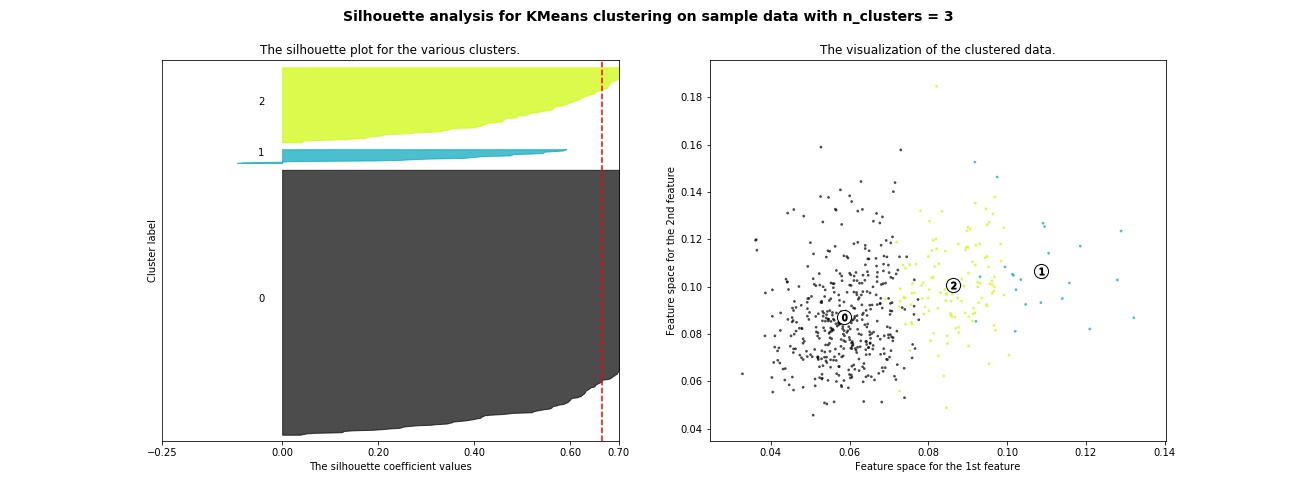 Silhouette analysis for KMeans clustering on sample data with n_clusters = 3
The silhouette plot for the various clusters.
2
1
0
Cluster label
−0.25 0.00 0.20 0.40 0.60 0.70
The silhouette coefficient values
The visualization of the clustered data.
0.18
0.16
0.14
0.12
0.10
0.08
0.06
0.04
Feature space for the 2nd feature
1
2
0
0.04 0.06 0.08 0.10 0.12 0.14
Feature space for the 1st feature